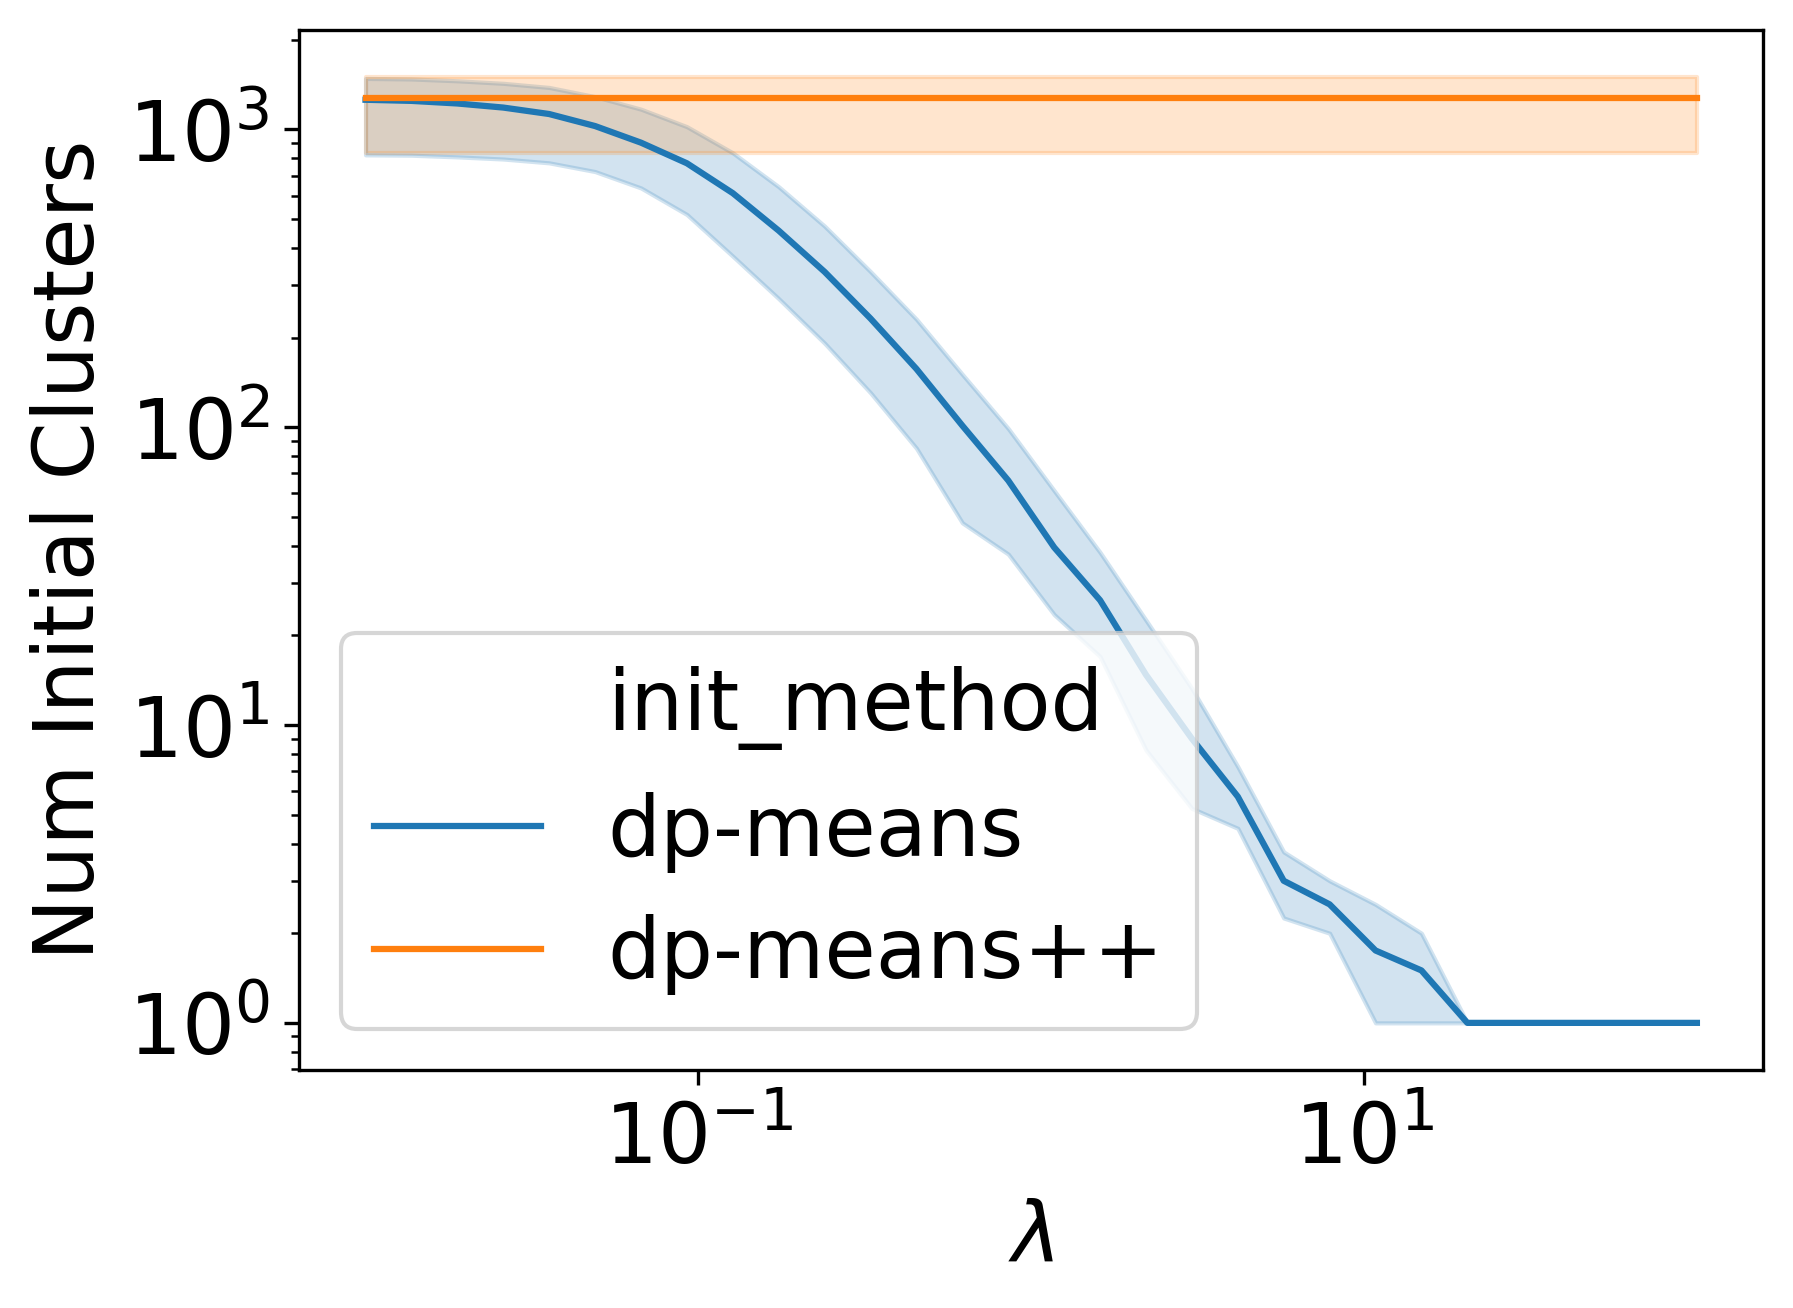 Num Initial Clusters
10³
10²
10¹
10⁰
init_method
dp-means
dp-means++
10⁻¹
10¹
λ